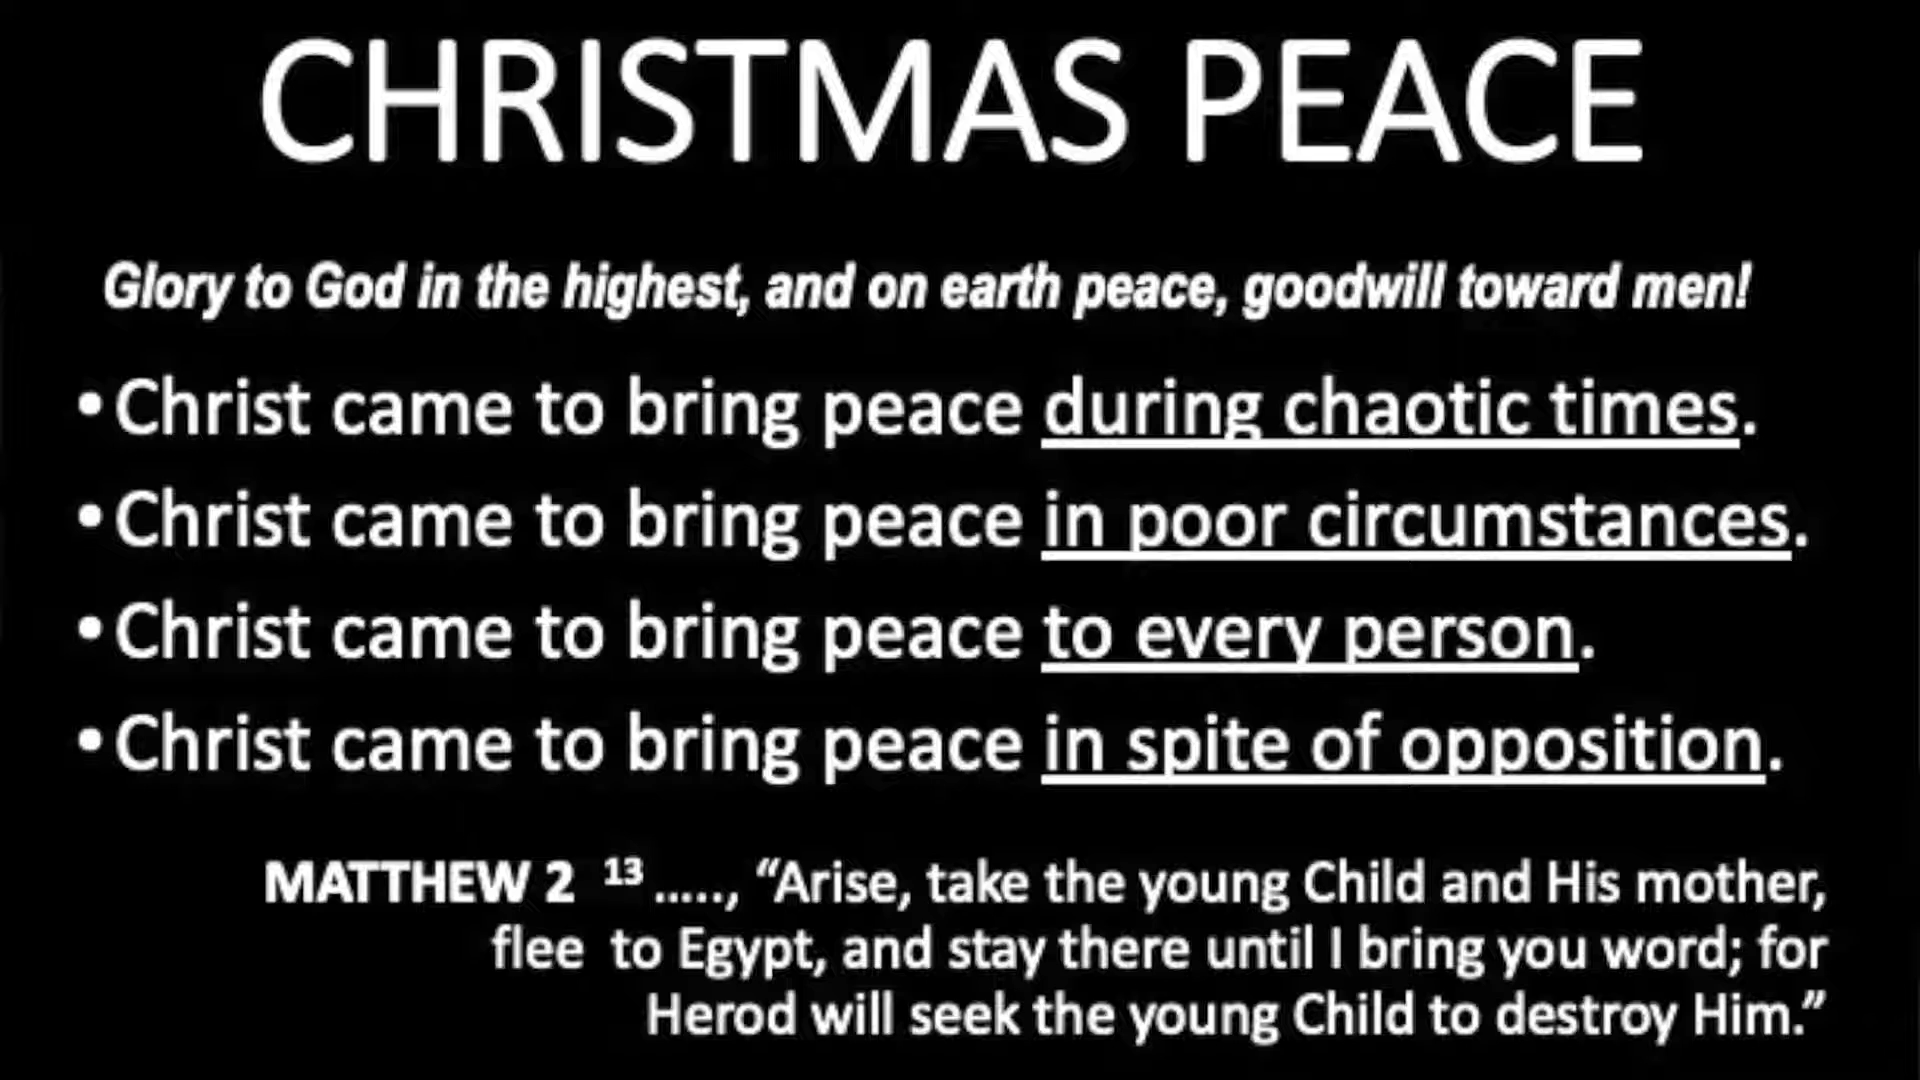 CHRISTMAS PEACE
Glory to God in the highest, and on earth peace, goodwill toward men!
• Christ came to bring peace during chaotic times.
• Christ came to bring peace in poor circumstances.
• Christ came to bring peace to every person.
• Christ came to bring peace in spite of opposition.
MATTHEW 2 ¹³ ….., “Arise, take the young Child and His mother,
flee to Egypt, and stay there until I bring you word; for
Herod will seek the young Child to destroy Him.”